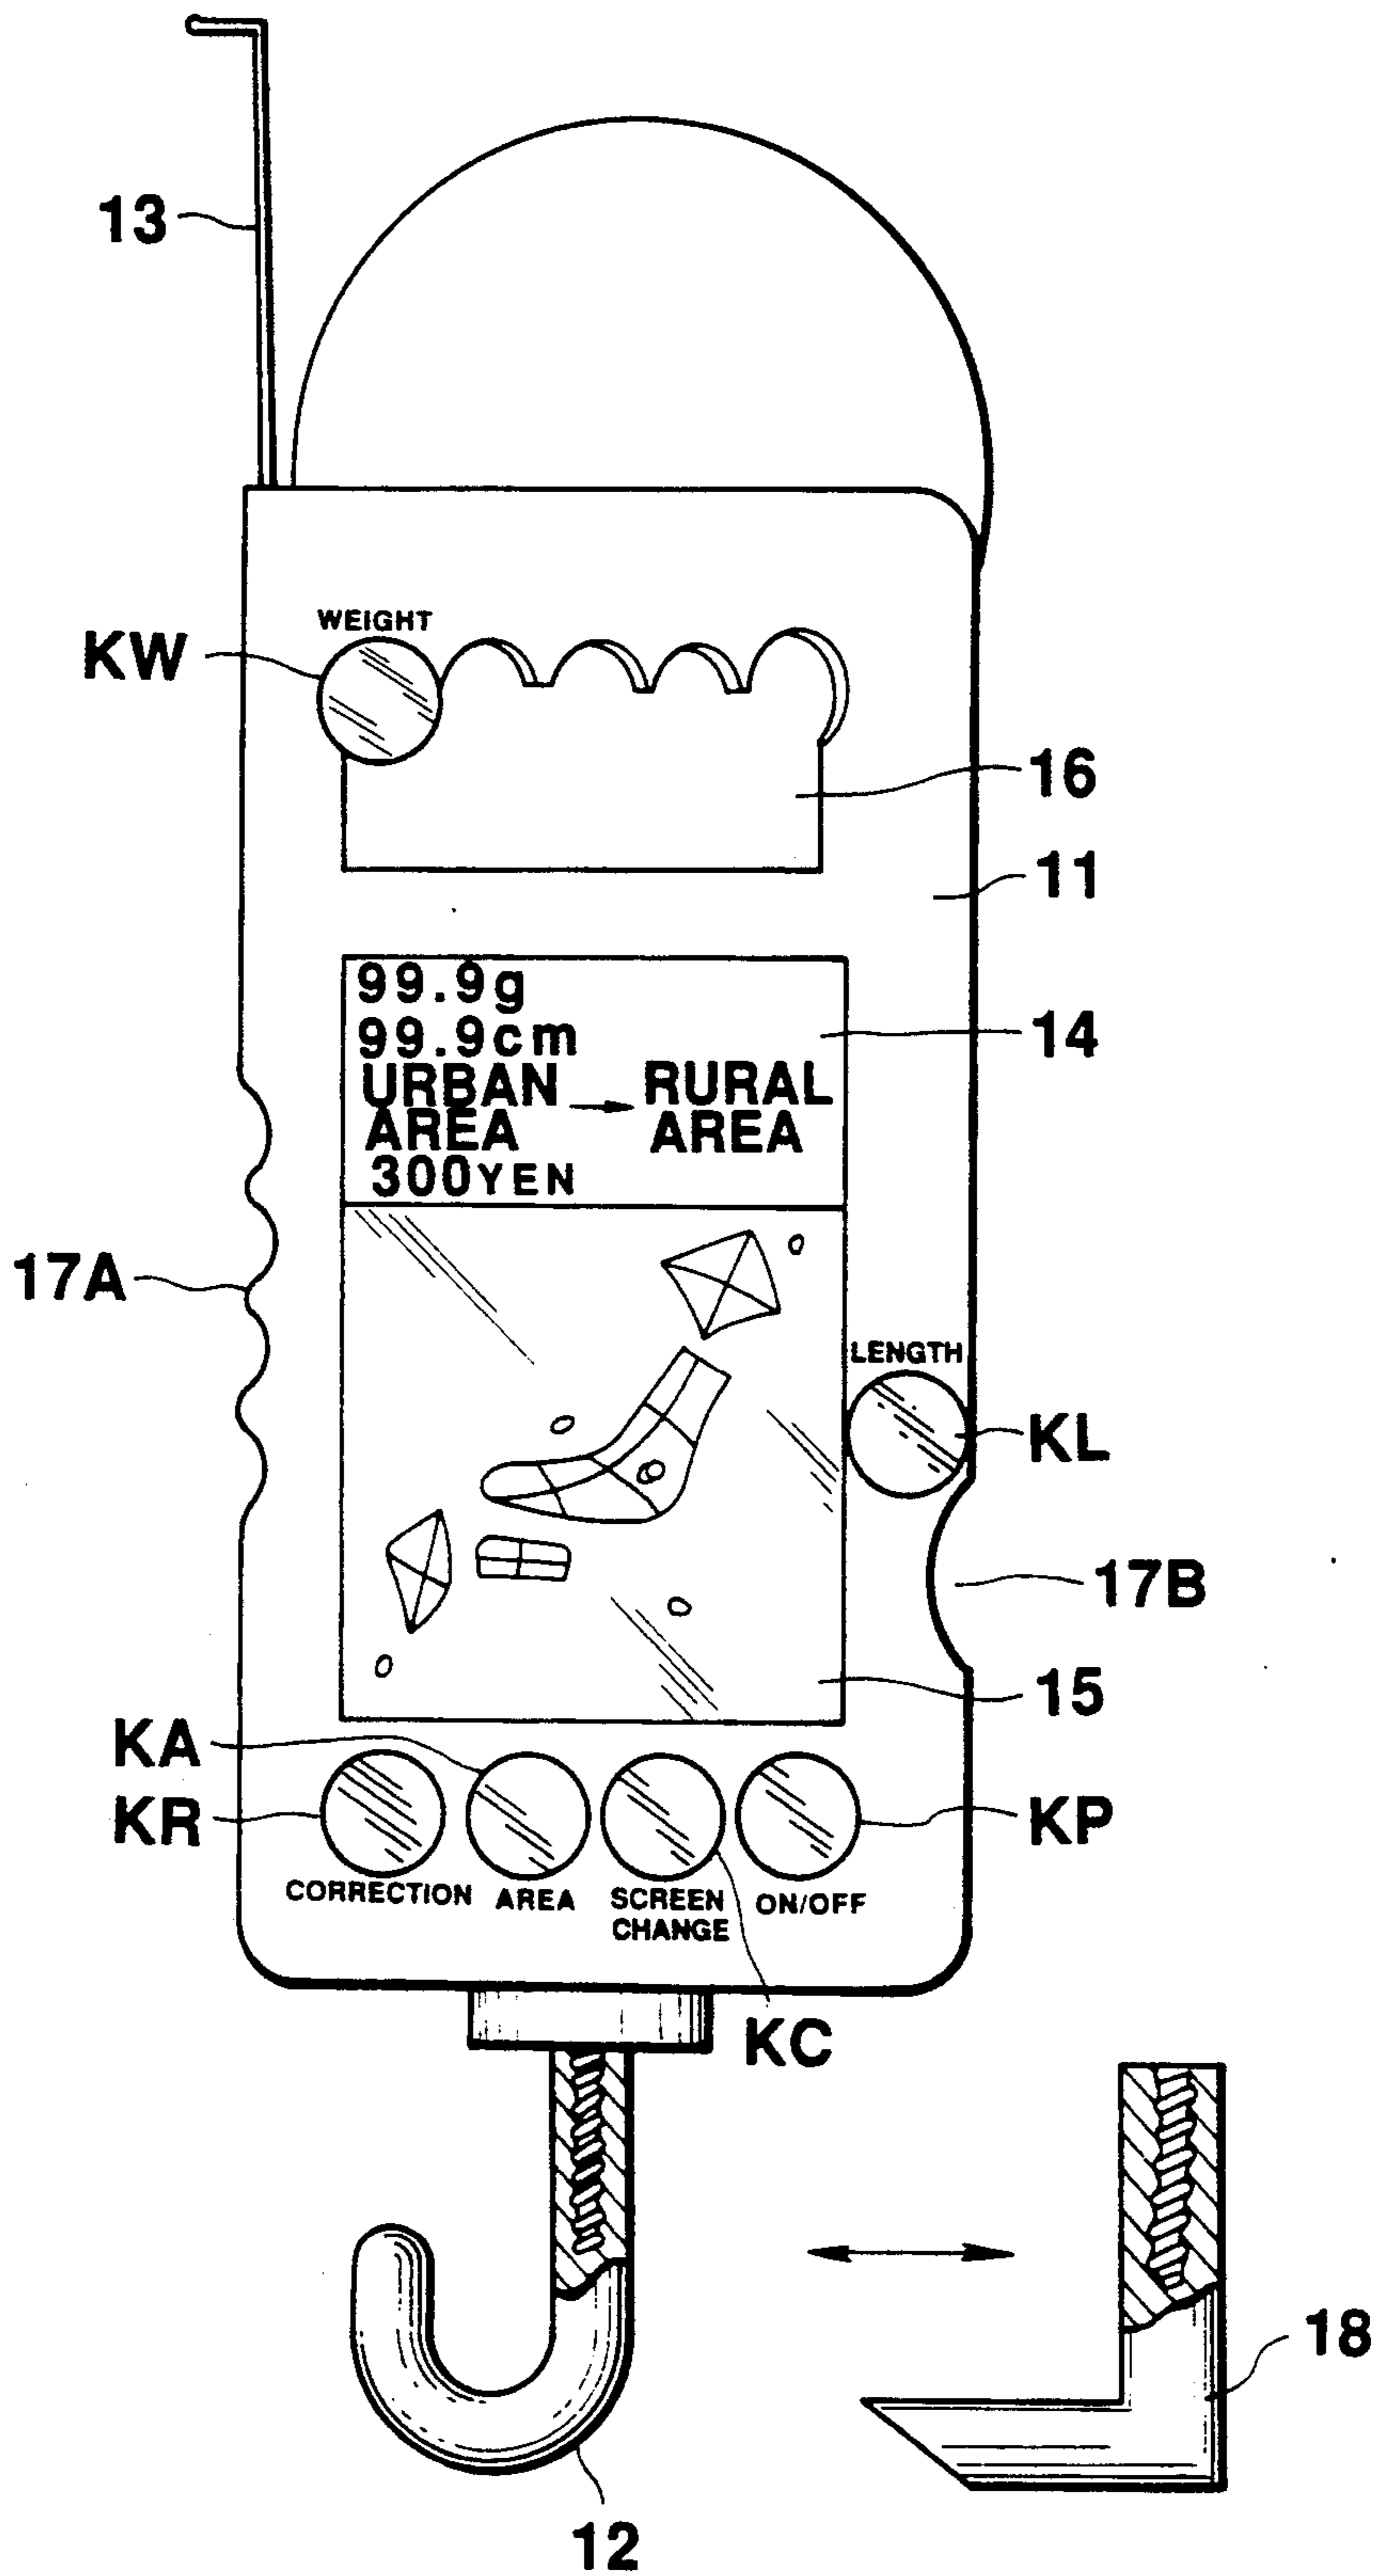 13
WEIGHT
KW
16
11
99.9g
99.9cm
URBAN AREA → RURAL AREA
300YEN
14
17A
LENGTH
KL
17B
15
KA
KR
KP
CORRECTION
AREA
SCREEN CHANGE
ON/OFF
KC
18
12